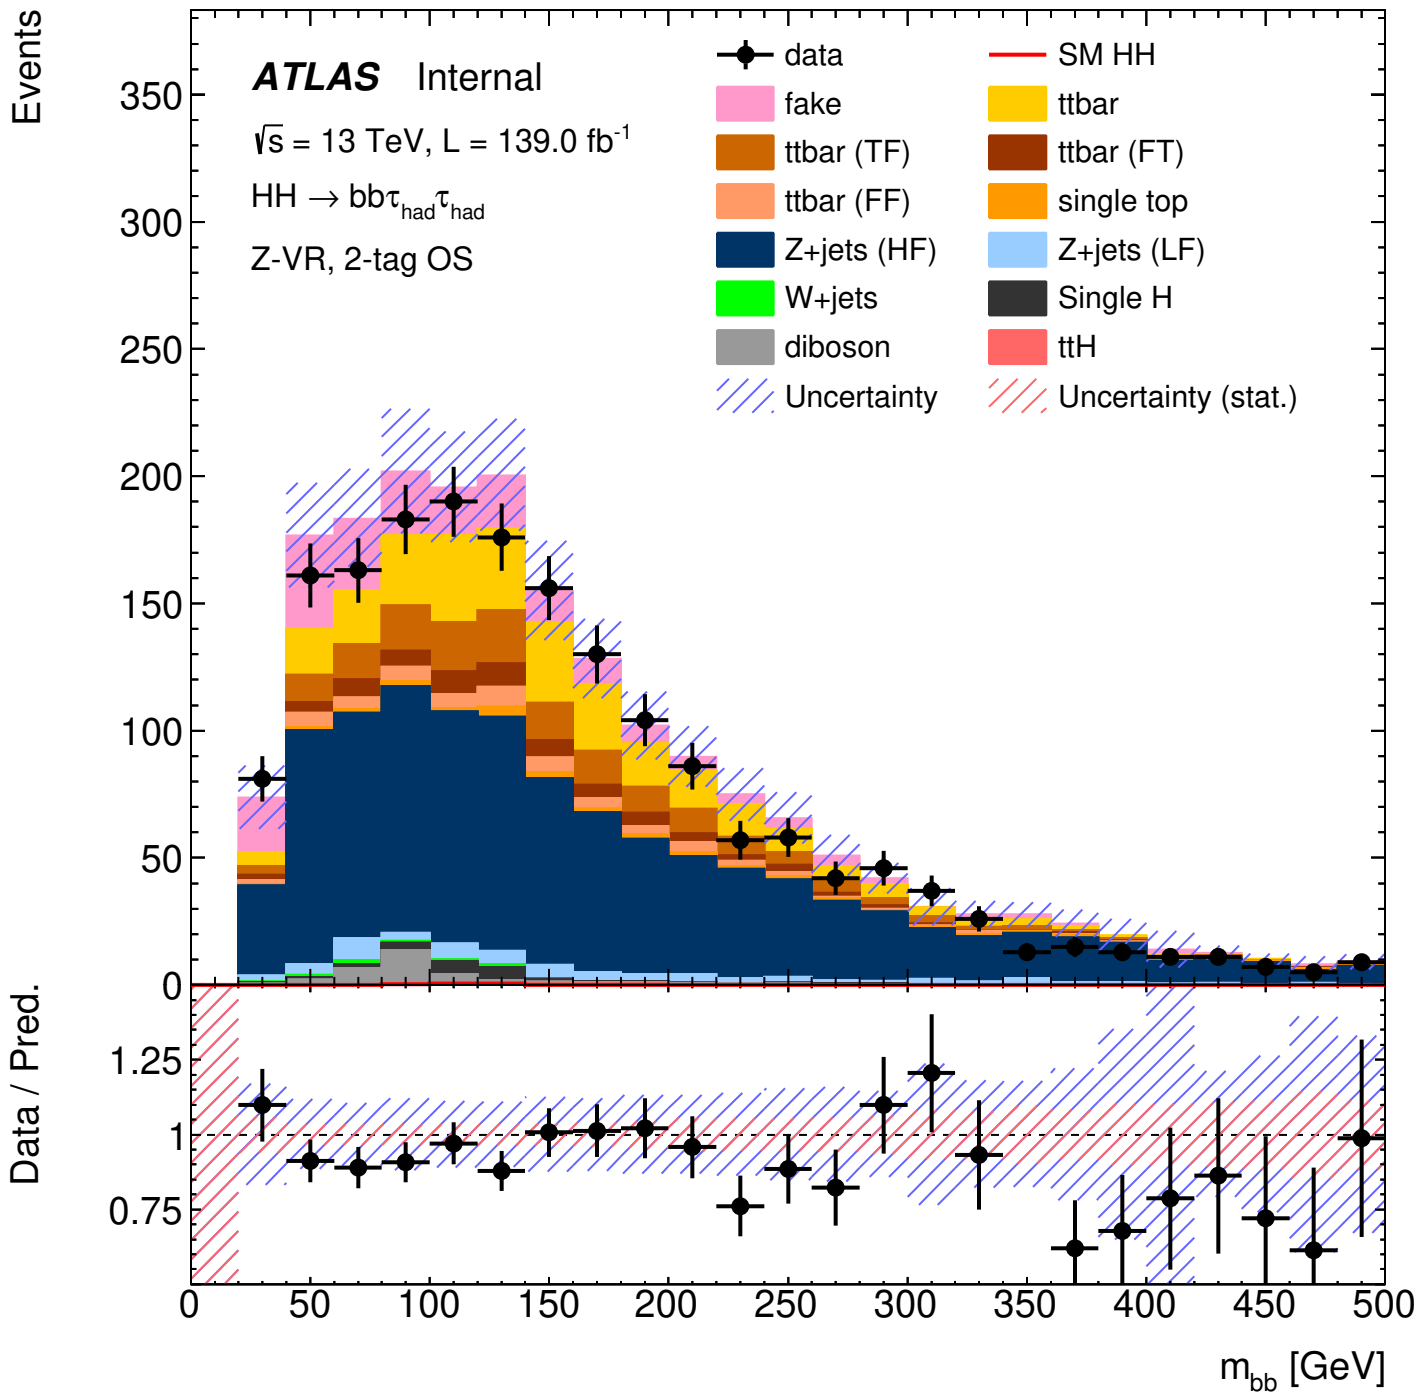 Events
ATLAS Internal
√s = 13 TeV, L = 139.0 fb⁻¹
HH → bbτ_had τ_had
Z-VR, 2-tag OS
data
SM HH
fake
ttbar
ttbar (TF)
ttbar (FT)
ttbar (FF)
single top
Z+jets (HF)
Z+jets (LF)
W+jets
Single H
diboson
ttH
Uncertainty
Uncertainty (stat.)
350
300
250
200
150
100
50
0
Data / Pred.
1.25
1
0.75
0 50 100 150 200 250 300 350 400 450 500
m_bb [GeV]